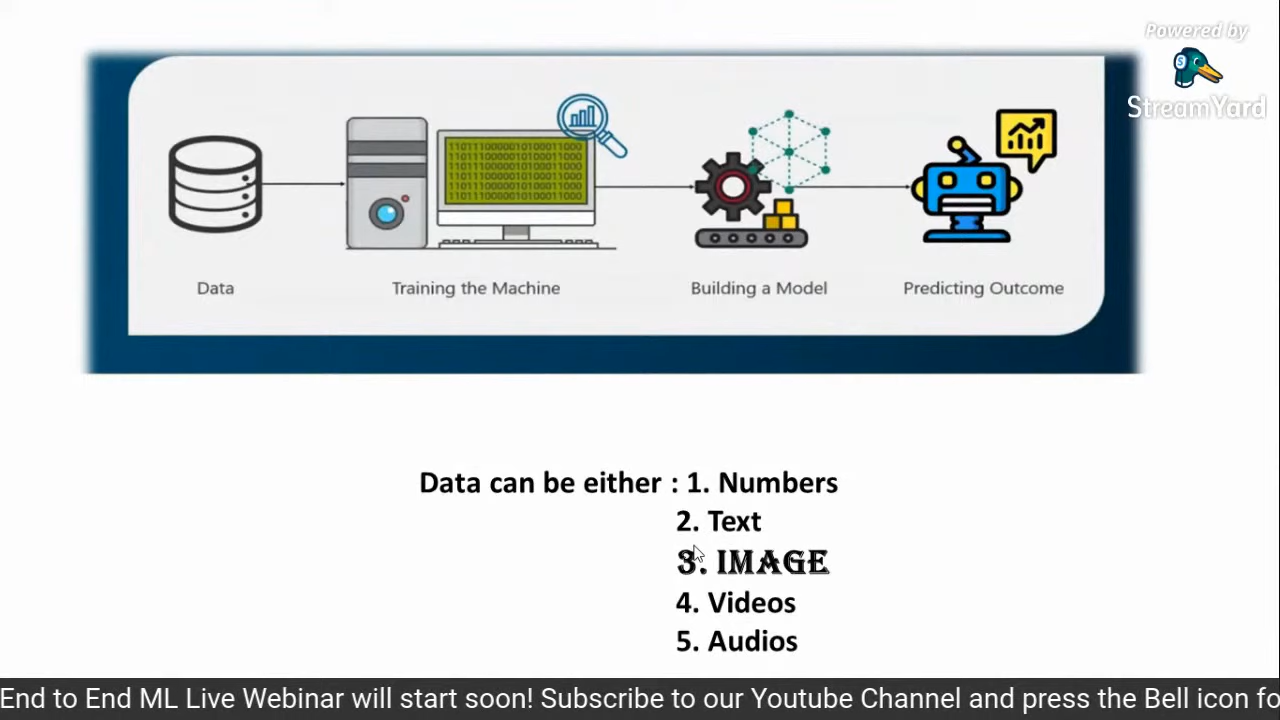 Powered by
StreamYard
110111000001010001 1000
Data
Training the Machine
Building a Model
Predicting Outcome
Data can be either : 1. Numbers
2. Text
3. IMAGE
4. Videos
5. Audios
End to End ML Live Webinar will start soon! Subscribe to our Youtube Channel and press the Bell icon fo